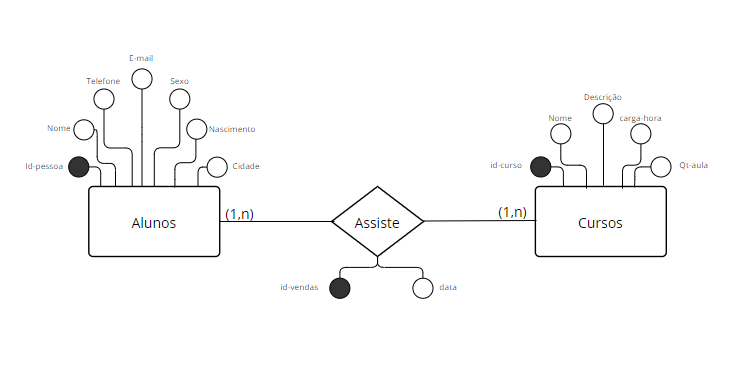 E-mail
Telefone
Sexo
Nome
Nascimento
Id-pessoa
Cidade
Alunos
(1,n)
Assiste
id-vendas
data
(1,n)
Descrição
Nome
carga-hora
id-curso
Qt-aula
Cursos